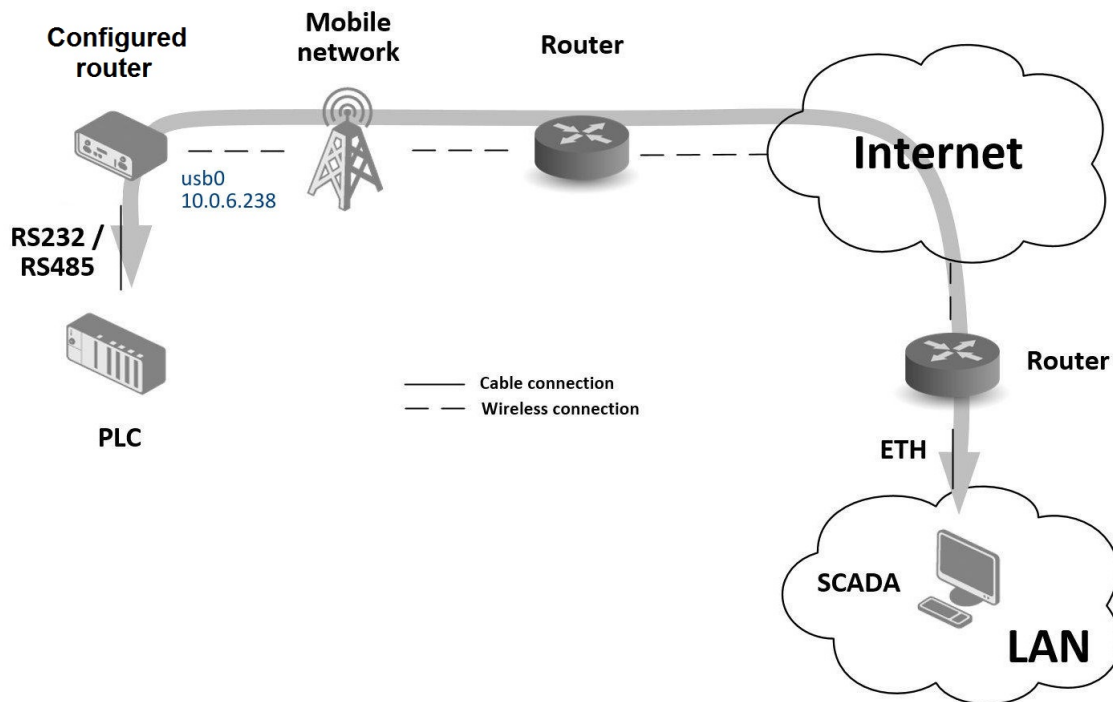 Configured
router
Mobile
network
Router
Internet
usb0
10.0.6.238
RS232 /
RS485
PLC
Cable connection
Wireless connection
Router
ETH
SCADA
LAN